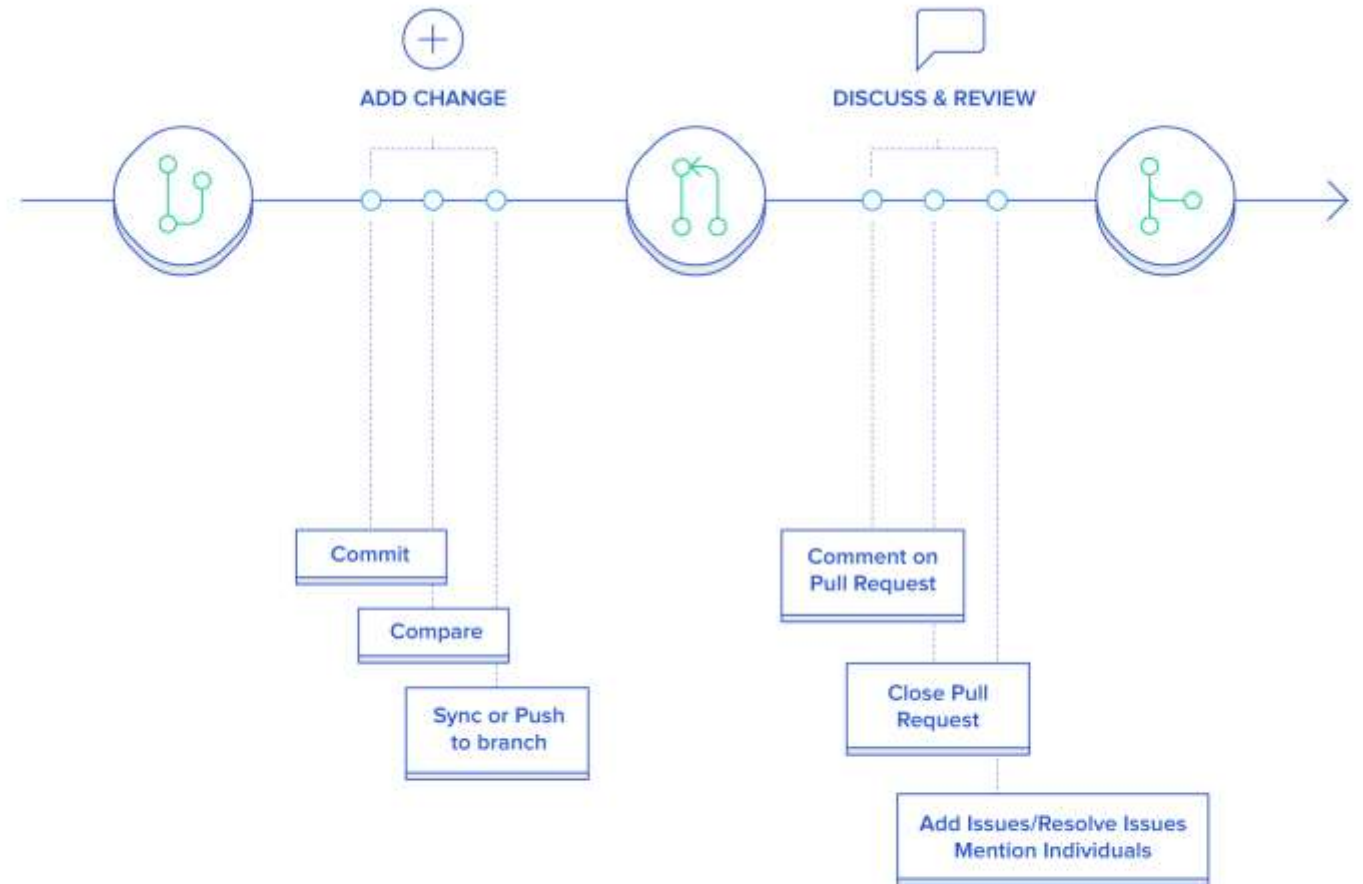 ADD CHANGE
DISCUSS & REVIEW
Commit
Compare
Sync or Push
to branch
Comment on
Pull Request
Close Pull
Request
Add Issues/Resolve Issues
Mention Individuals